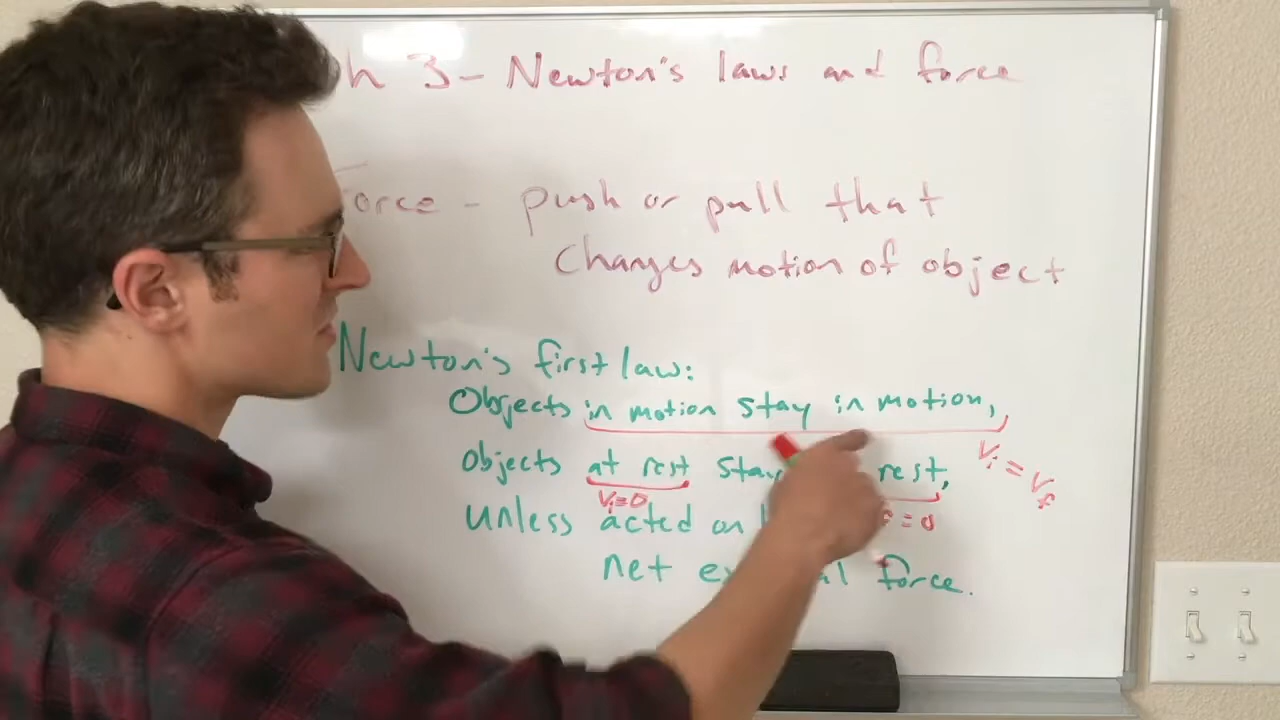 h 3 - Newton's laws and force
orce - push or pull that
changes motion of object
Newton's first law:
Objects in motion stay in motion,
Vi = Vf
Objects at rest stay rest,
Vi=0
= 0
unless acted on
net force.